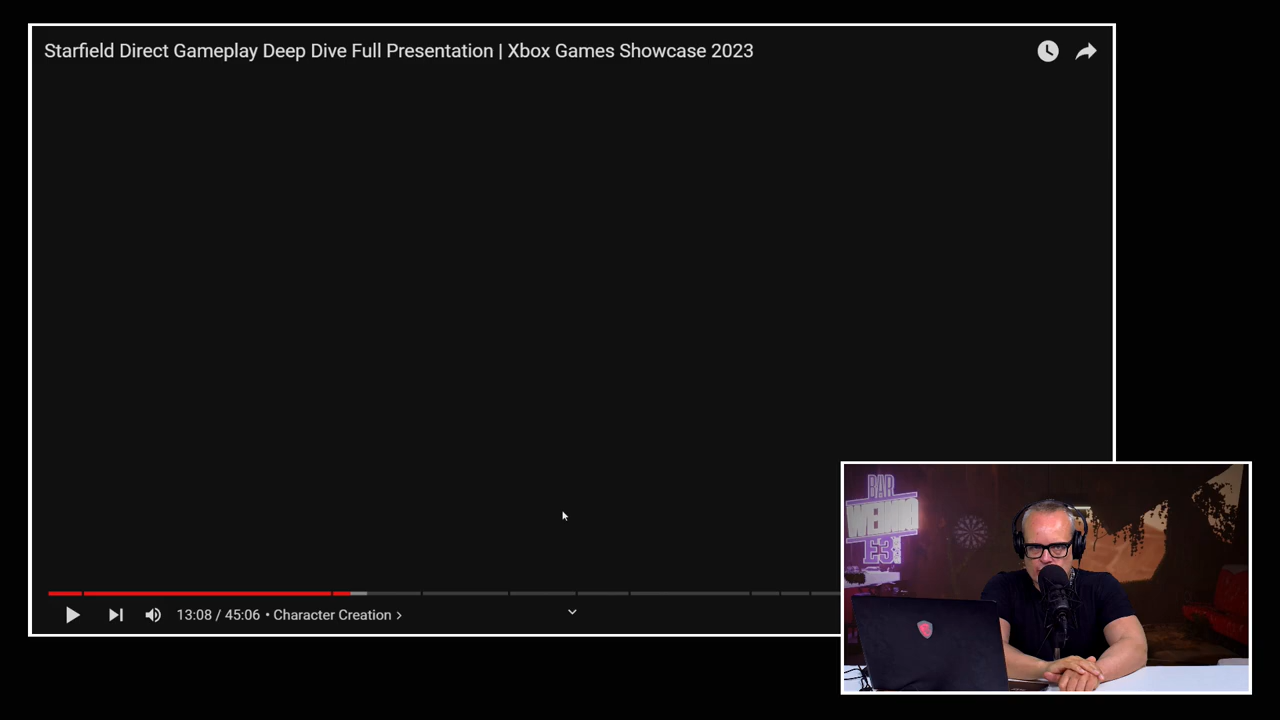 Starfield Direct Gameplay Deep Dive Full Presentation | Xbox Games Showcase 2023
13:08 / 45:06 • Character Creation ›
BAR
E3